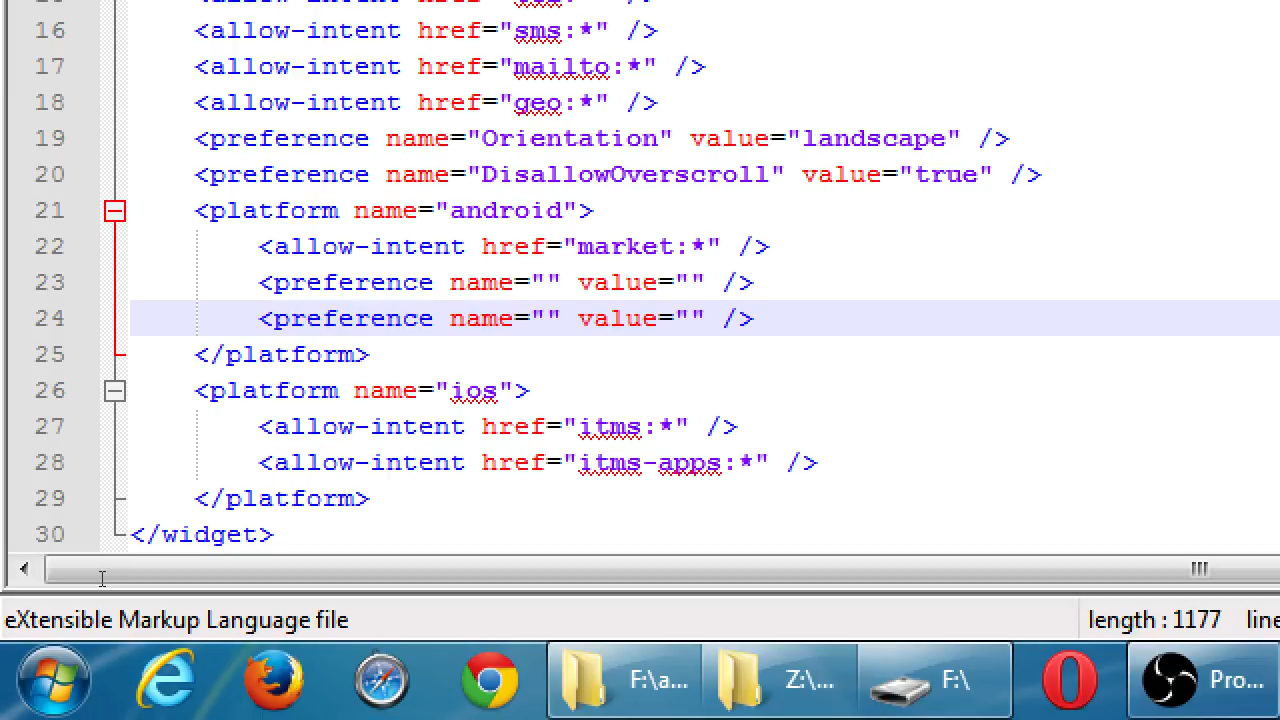 16 <allow-intent href="sms:*" />
17 <allow-intent href="mailto:*" />
18 <allow-intent href="geo:*" />
19 <preference name="Orientation" value="landscape" />
20 <preference name="DisallowOverscroll" value="true" />
21 <platform name="android">
22 <allow-intent href="market:*" />
23 <preference name="" value="" />
24 <preference name="" value="" />
25 </platform>
26 <platform name="ios">
27 <allow-intent href="itms:*" />
28 <allow-intent href="itms-apps:*" />
29 </platform>
30 </widget>
eXtensible Markup Language file length : 1177 line
F:\a... Z:\... F:\ Pro...